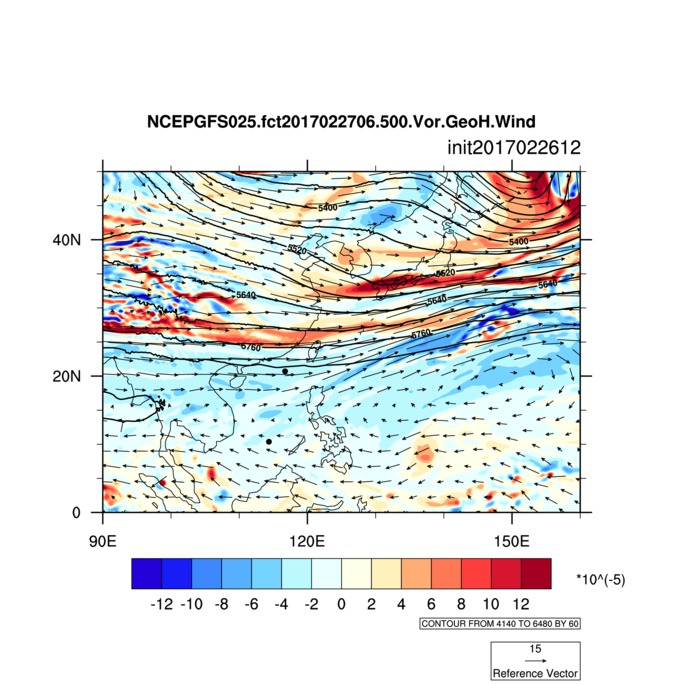 NCEPGFS025.fct2017022706.500.Vor.GeoH.Wind
init2017022612
5400
5520
5400
40N
5520
5640
5640
5640
5760
5760
20N
0
90E 120E 150E
-12 -10 -8 -6 -4 -2 0 2 4 6 8 10 12
*10^(-5)
CONTOUR FROM 4140 TO 6480 BY 60
15
Reference Vector